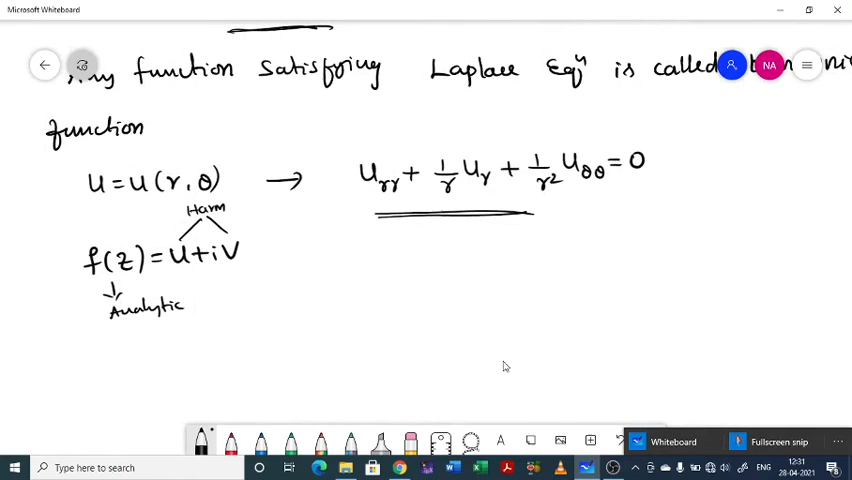 Microsoft Whiteboard
function satisfying Laplace Eqⁿ is called
NA
function
u = u(r, θ) → u_rr + 1/r u_r + 1/r² u_θθ = 0
Harm
f(z) = u + iv
Analytic
Whiteboard
Fullscreen snip
Type here to search
ENG
12:31
28-04-2021